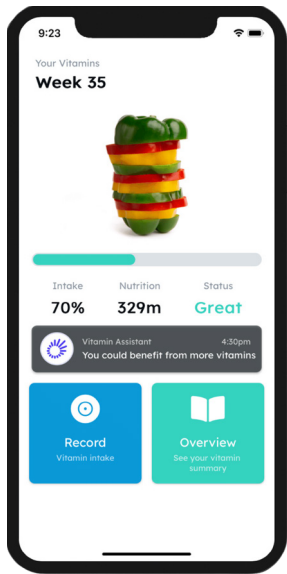 9:23
Your Vitamins
Week 35
Intake Nutrition Status
70% 329m Great
Vitamin Assistant 4:30pm
You could benefit from more vitamins
Record
Vitamin intake
Overview
See your vitamin
summary